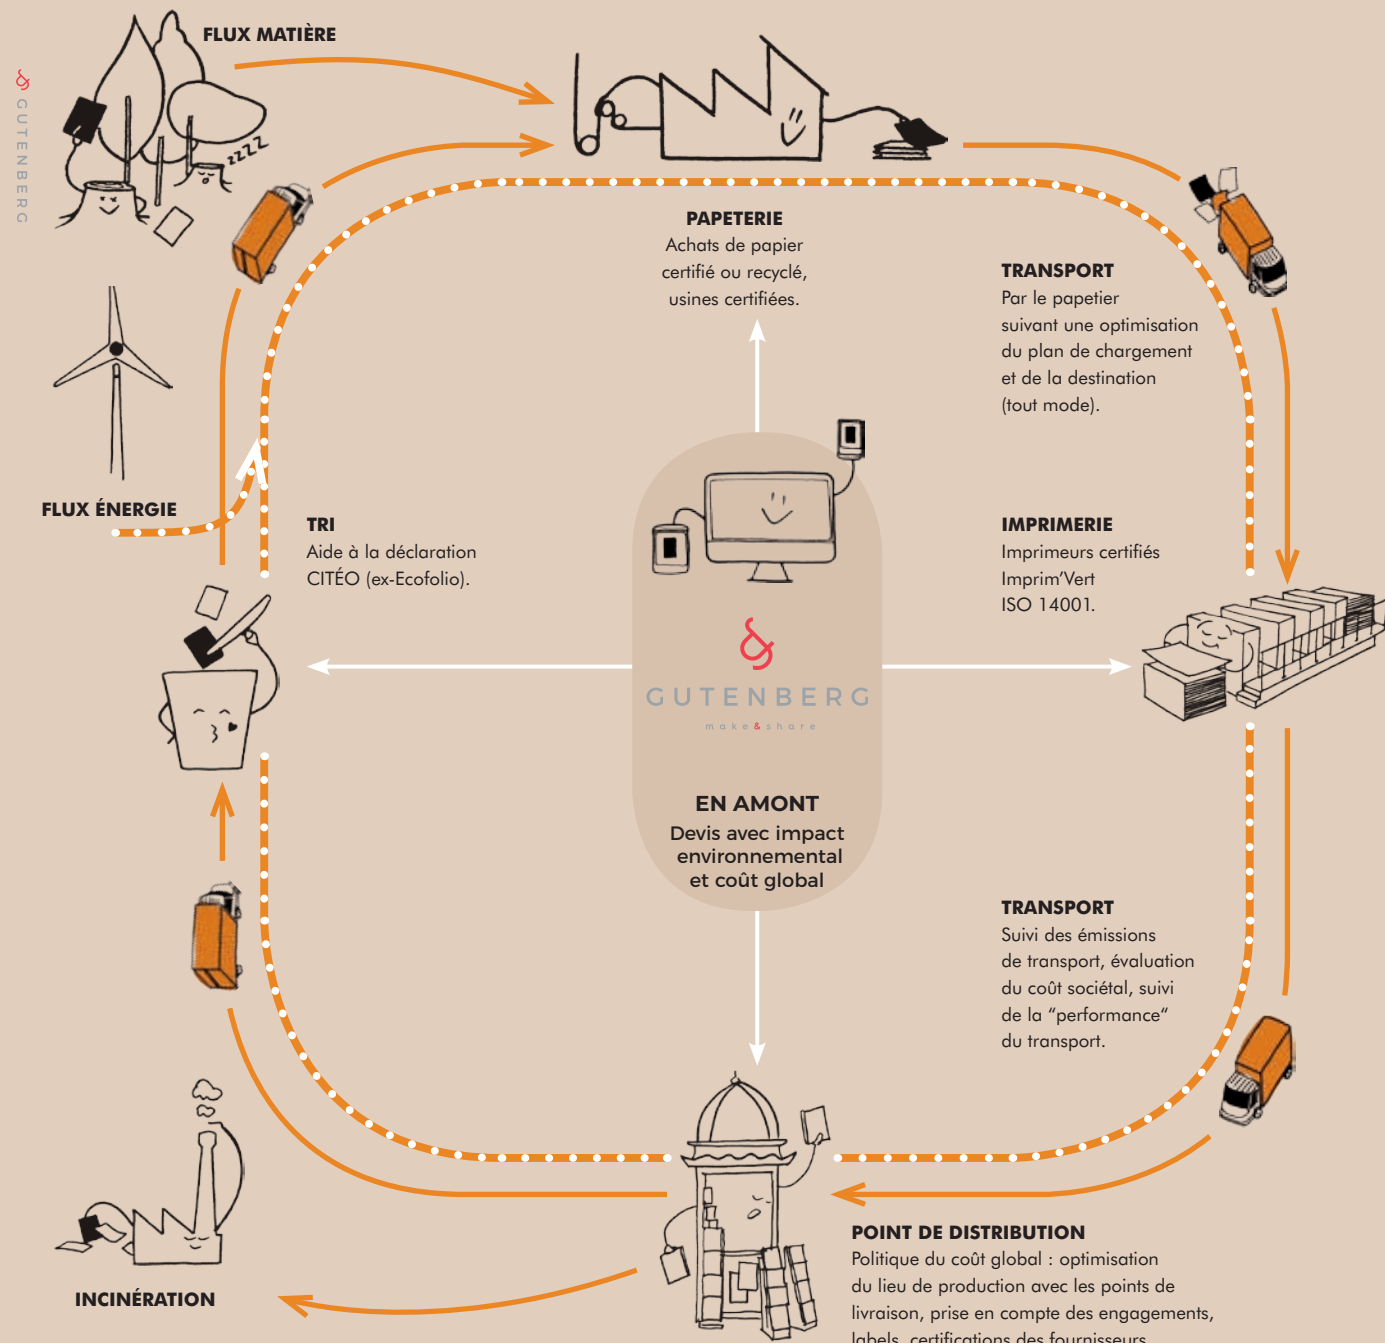 FLUX MATIÈRE
& GUTENBERG
zzzz
PAPETERIE
Achats de papier
certifié ou recyclé,
usines certifiées.
TRANSPORT
Par le papetier
suivant une optimisation
du plan de chargement
et de la destination
(tout mode).
FLUX ÉNERGIE
TRI
Aide à la déclaration
CITÉO (ex-Ecofolio).
IMPRIMERIE
Imprimeurs certifiés
Imprim’Vert
ISO 14001.
&
GUTENBERG
make&share
EN AMONT
Devis avec impact
environnemental
et coût global
TRANSPORT
Suivi des émissions
de transport, évaluation
du coût sociétal, suivi
de la “performance“
du transport.
POINT DE DISTRIBUTION
Politique du coût global : optimisation
du lieu de production avec les points de
livraison, prise en compte des engagements,
labels, certifications des fournisseurs
INCINÉRATION